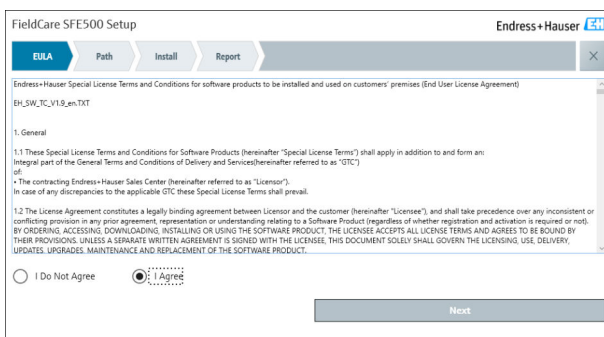 FieldCare SFE500 Setup
Endress+Hauser EH
EULA Path Install Report
Endress+Hauser Special License Terms and Conditions for software products to be installed and used on customers' premises (End User License Agreement)
EH_SW_TC_V1.9_en.TXT
1. General
1.1 These Special License Terms and Conditions for Software Products (hereinafter "Special License Terms") shall apply in addition to and form an:
Integral part of the General Terms and Conditions of Delivery and Services(hereinafter referred to as "GTC")
of:
• The contracting Endress+Hauser Sales Center (hereinafter referred to as "Licensor").
In case of any discrepancies to the applicable GTC these Special License Terms shall prevail.
1.2 The License Agreement constitutes a legally binding agreement between Licensor and the customer (hereinafter "Licensee"), and shall take precedence over any inconsistent or
conflicting provision in any prior agreement, representation or understanding relating to a Software Product (regardless of whether registration and activation is required or not).
BY ORDERING, ACCESSING, DOWNLOADING, INSTALLING OR USING THE SOFTWARE PRODUCT, THE LICENSEE ACCEPTS ALL LICENSE TERMS AND AGREES TO BE BOUND BY
THEIR PROVISIONS. UNLESS A SEPARATE WRITTEN AGREEMENT IS SIGNED WITH THE LICENSEE, THIS DOCUMENT SOLELY SHALL GOVERN THE LICENSING, USE, DELIVERY,
UPDATES, UPGRADES, MAINTENANCE AND REPLACEMENT OF THE SOFTWARE PRODUCT.
I Do Not Agree I Agree
Next